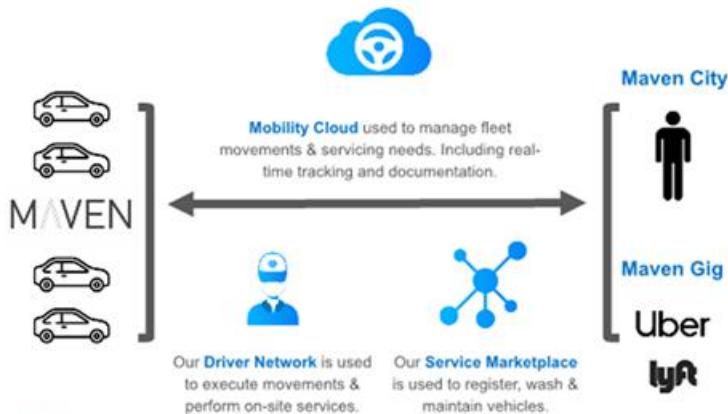 Maven City
Mobility Cloud used to manage fleet
movements & servicing needs. Including real-
time tracking and documentation.
MAVEN
Maven Gig
Uber
lyft
Our Driver Network is used
to execute movements &
perform on-site services.
Our Service Marketplace
is used to register, wash &
maintain vehicles.